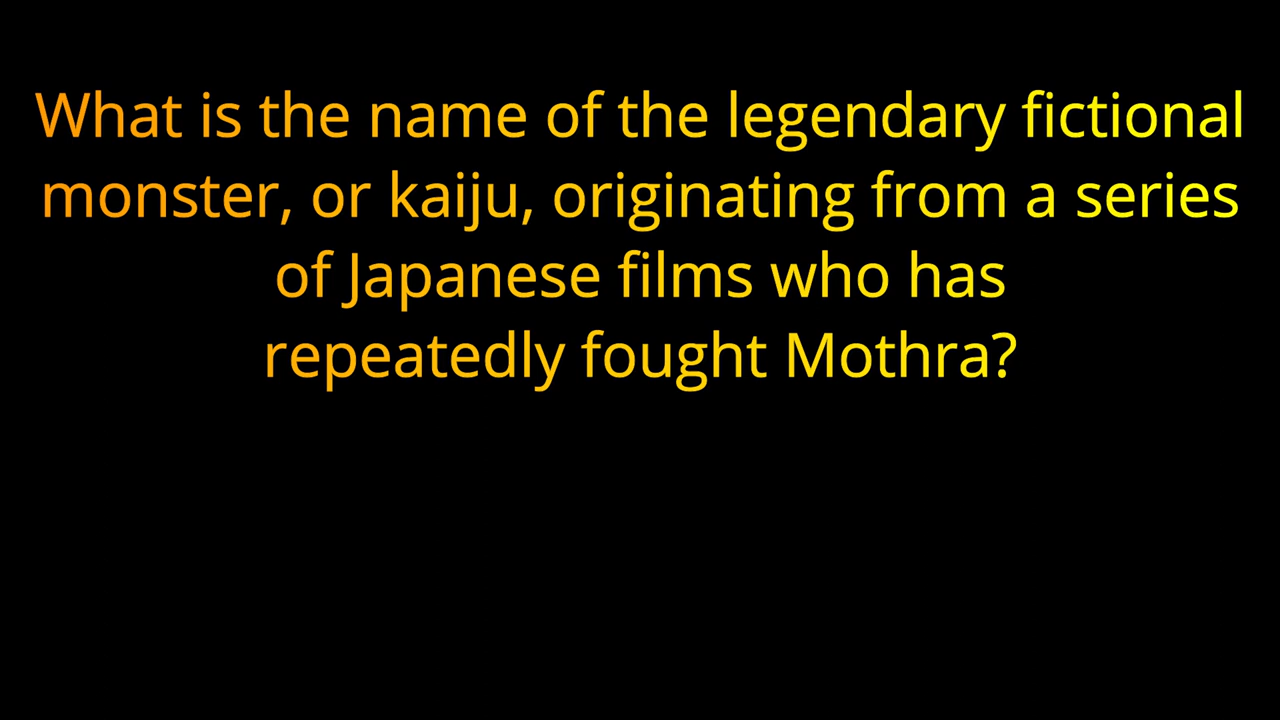 What is the name of the legendary fictional
monster, or kaiju, originating from a series
of Japanese films who has
repeatedly fought Mothra?